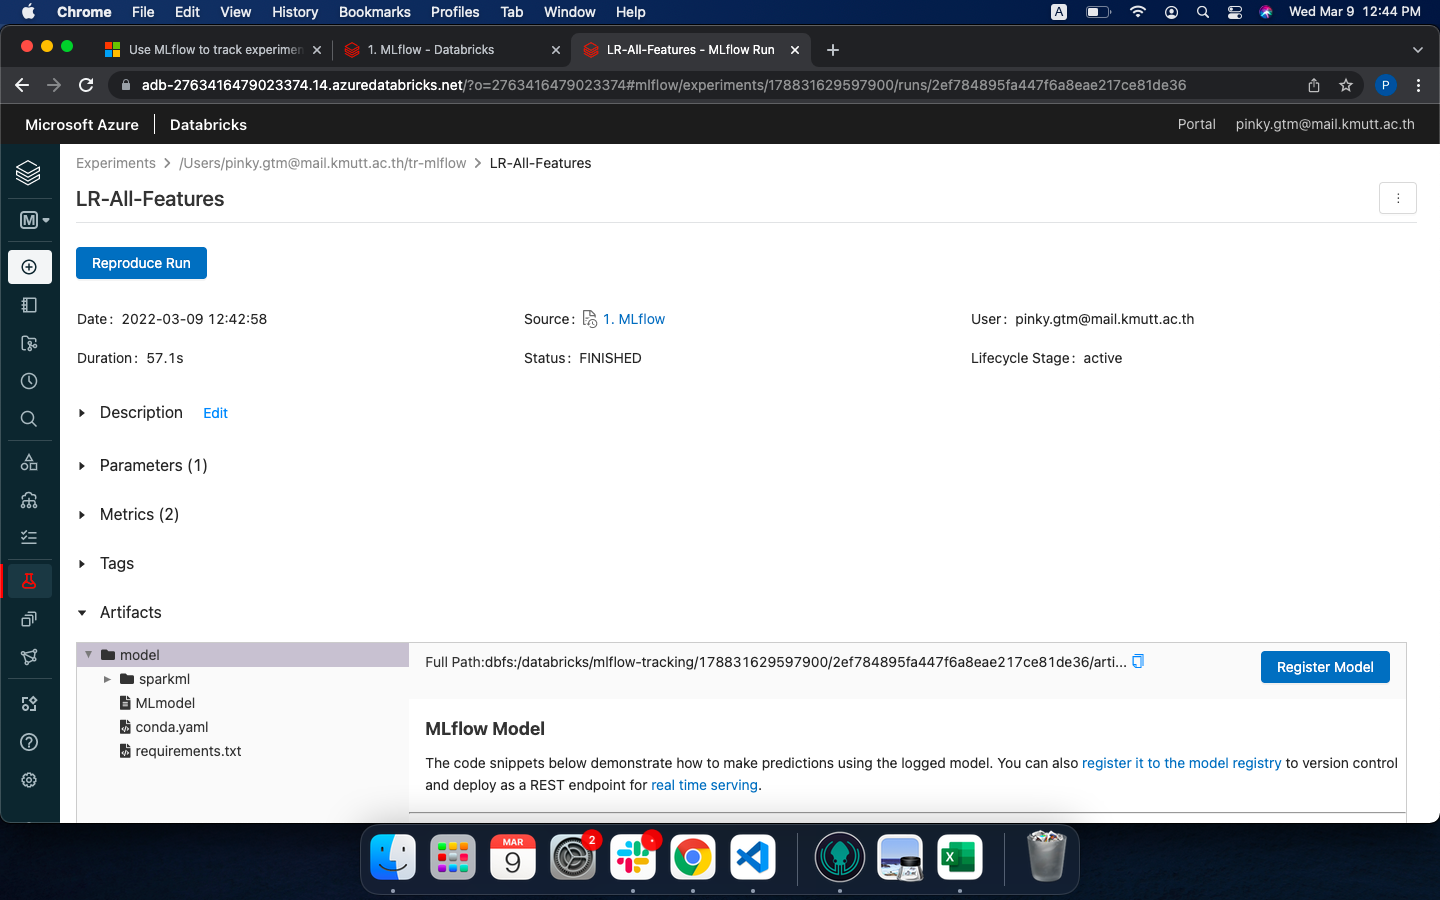 Chrome File Edit View History Bookmarks Profiles Tab Window Help A Wed Mar 9 12:44 PM
Use MLflow to track experimen 1. MLflow - Databricks LR-All-Features - MLflow Run
adb-2763416479023374.14.azuredatabricks.net/?o=2763416479023374#mlflow/experiments/178831629597900/runs/2ef784895fa447f6a8eae217ce81de36 P
Microsoft Azure Databricks Portal pinky.gtm@mail.kmutt.ac.th
Experiments > /Users/pinky.gtm@mail.kmutt.ac.th/tr-mlflow > LR-All-Features
LR-All-Features
M
Reproduce Run
Date: 2022-03-09 12:42:58 Source: 1. MLflow User: pinky.gtm@mail.kmutt.ac.th
Duration: 57.1s Status: FINISHED Lifecycle Stage: active
Description Edit
Parameters (1)
Metrics (2)
Tags
Artifacts
model
sparkml
MLmodel
conda.yaml
requirements.txt
Full Path:dbfs:/databricks/mlflow-tracking/178831629597900/2ef784895fa447f6a8eae217ce81de36/arti...
Register Model
MLflow Model
The code snippets below demonstrate how to make predictions using the logged model. You can also register it to the model registry to version control
and deploy as a REST endpoint for real time serving.
MAR
9
2
X